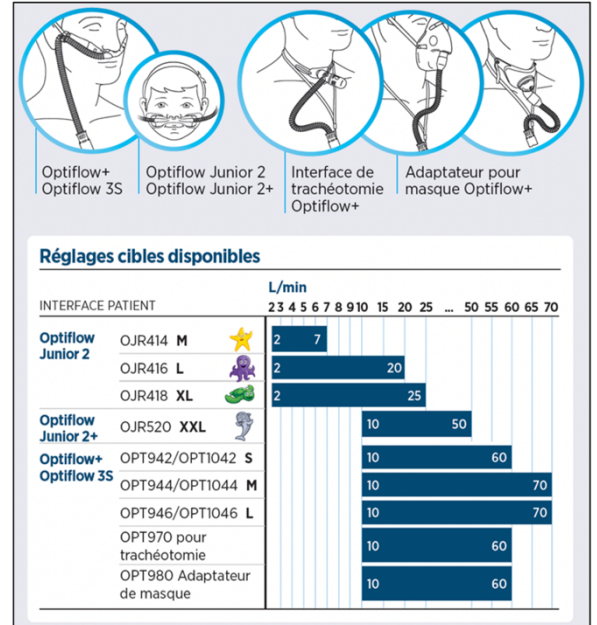 Optiflow+
Optiflow 3S
Optiflow Junior 2
Optiflow Junior 2+
Interface de
trachéotomie
Optiflow+
Adaptateur pour
masque Optiflow+
Réglages cibles disponibles
L/min
INTERFACE PATIENT
2 3 4 5 6 7 8 9 10 15 20 25 ... 50 55 60 65 70
Optiflow
Junior 2
OJR414 M
2 7
OJR416 L
2 20
OJR418 XL
2 25
Optiflow
Junior 2+
OJR520 XXL
10 50
Optiflow+
Optiflow 3S
OPT942/OPT1042 S
10 60
OPT944/OPT1044 M
10 70
OPT946/OPT1046 L
10 70
OPT970 pour
trachéotomie
10 60
OPT980 Adaptateur
de masque
10 60